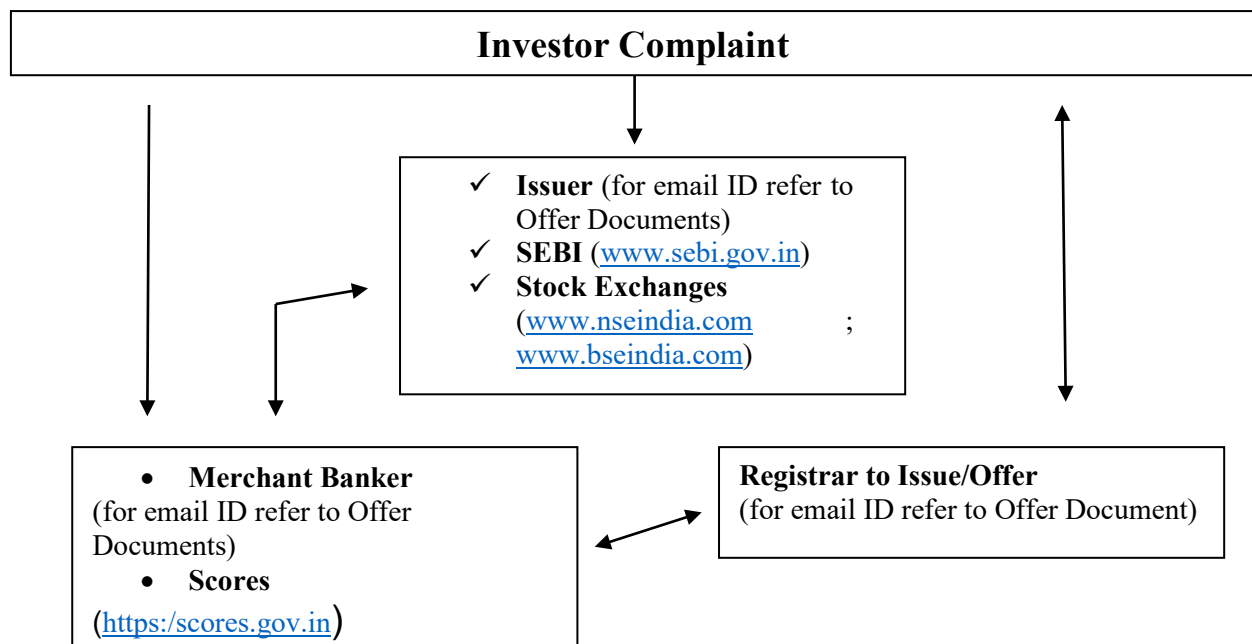 Investor Complaint
✓ Issuer (for email ID refer to
Offer Documents)
✓ SEBI (www.sebi.gov.in)
✓ Stock Exchanges
(www.nseindia.com ;
www.bseindia.com)
• Merchant Banker
(for email ID refer to Offer
Documents)
• Scores
(https:/scores.gov.in)
Registrar to Issue/Offer
(for email ID refer to Offer Document)